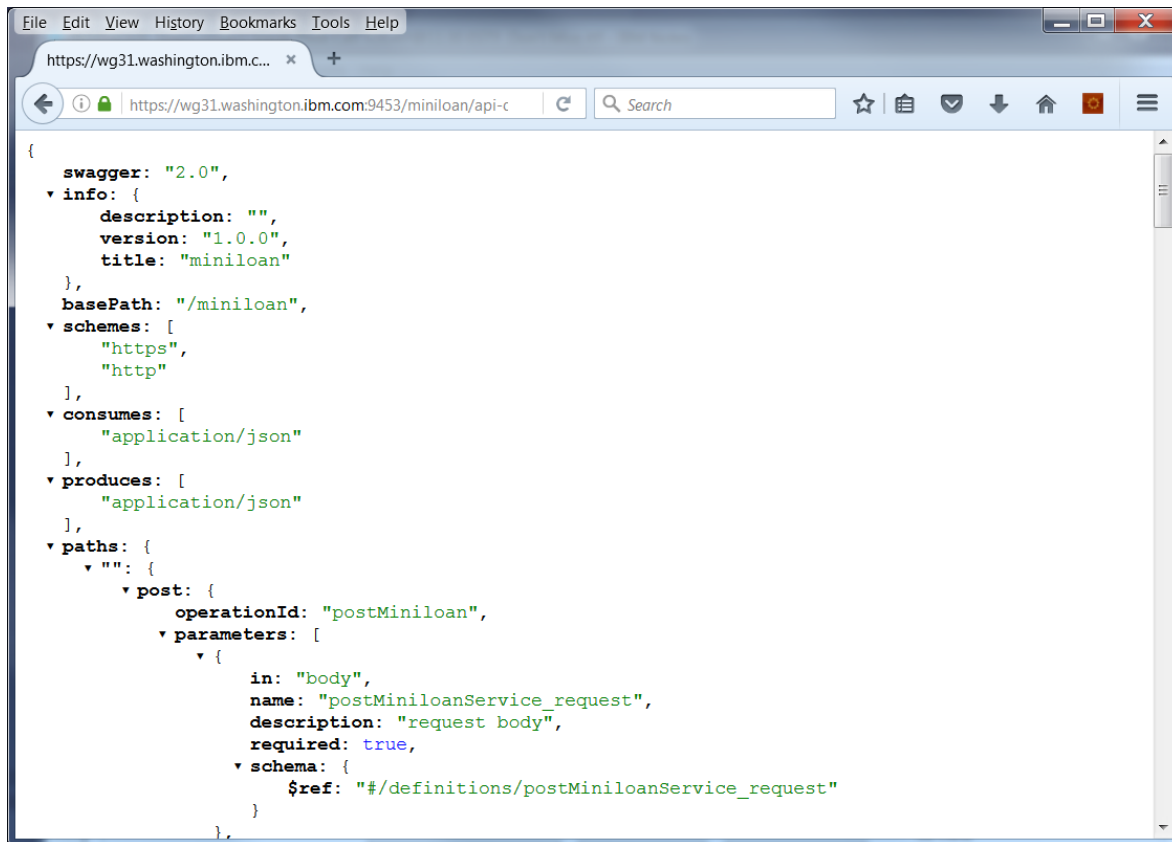 File Edit View History Bookmarks Tools Help
https://wg31.washington.ibm.c... × +
https://wg31.washington.ibm.com:9453/miniloan/api-c Search
{
swagger: "2.0",
info: {
description: "",
version: "1.0.0",
title: "miniloan"
},
basePath: "/miniloan",
schemes: [
"https",
"http"
],
consumes: [
"application/json"
],
produces: [
"application/json"
],
paths: {
"": {
post: {
operationId: "postMiniloan",
parameters: [
{
in: "body",
name: "postMiniloanService_request",
description: "request body",
required: true,
schema: {
$ref: "#/definitions/postMiniloanService_request"
}
},